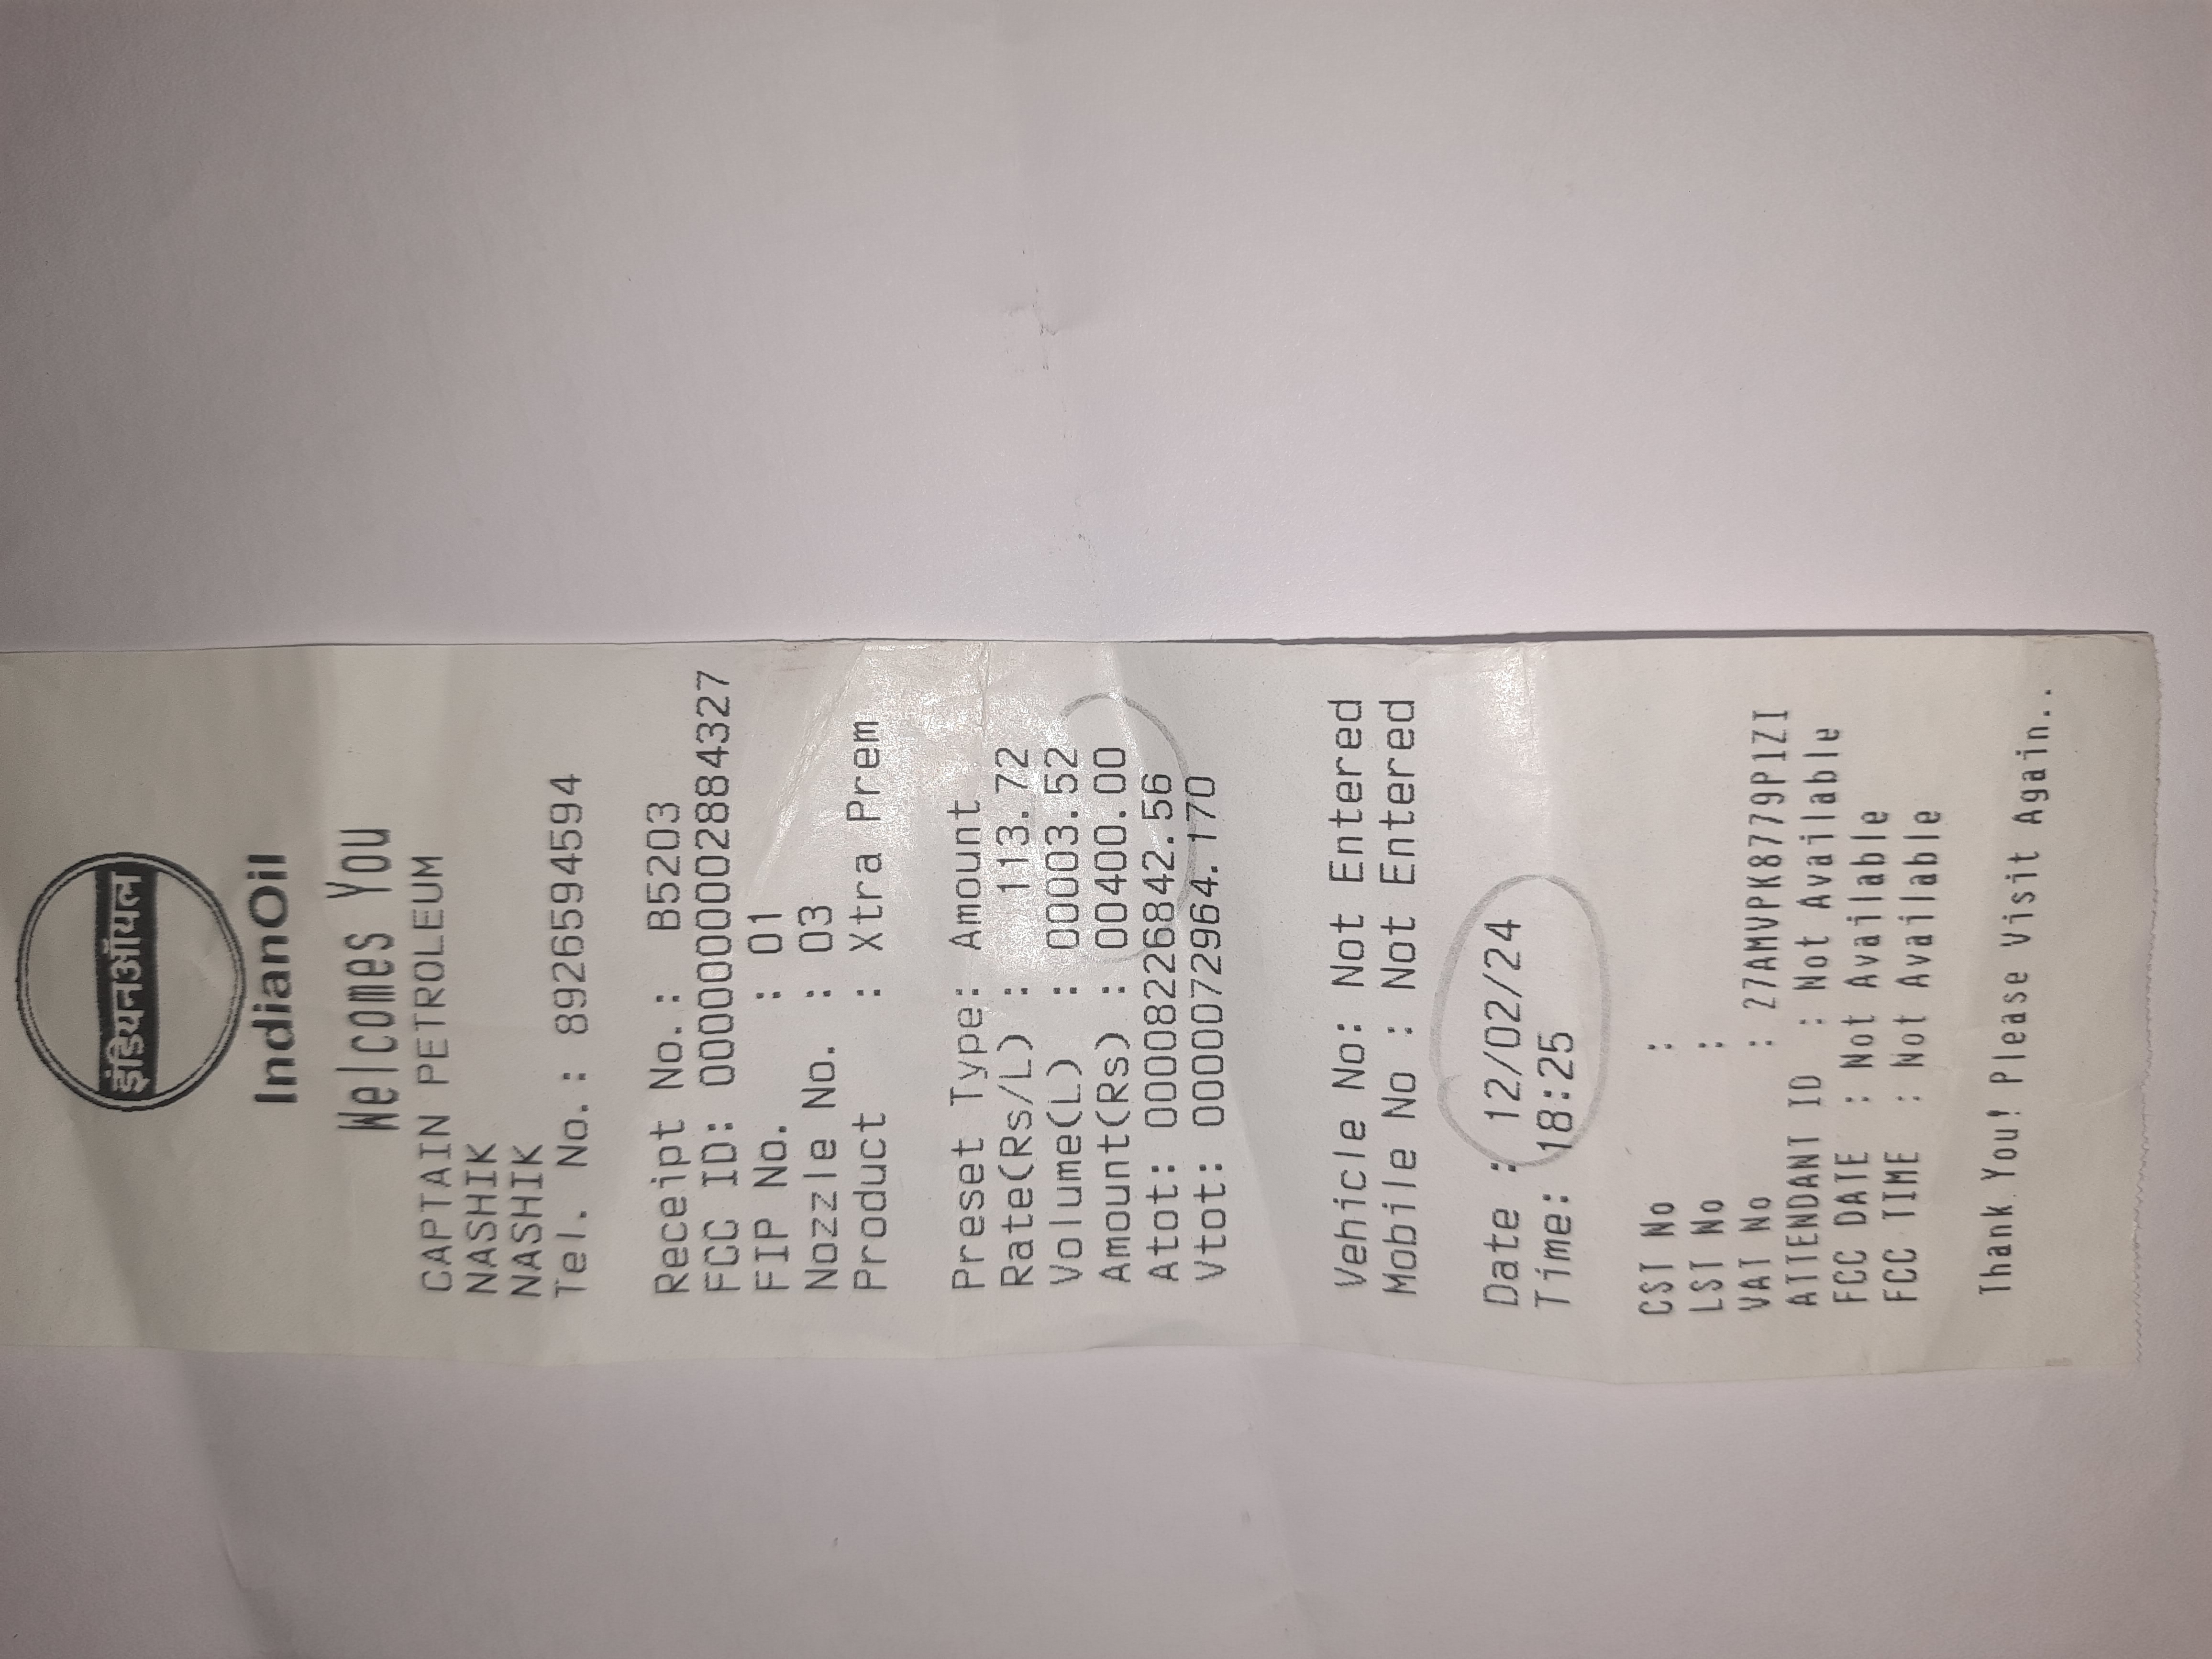 इंडियनऑयल
IndianOil
Welcomes You
CAPTAIN PETROLEUM
NASHIK
NASHIK
Tel. No.: 8926594594
Receipt No.: B5203
FCC ID: 0000000002884327
FIP No. : 01
Nozzle No. : 03
Product : Xtra Prem
Preset Type: Amount
Rate(Rs/L) : 113.72
Volume(L) : 00003.52
Amount(Rs) : 00400.00
Atot: 00008226842.56
Vtot: 00000072964.170
Vehicle No: Not Entered
Mobile No : Not Entered
Date : 12/02/24
Time: 18:25
CST No :
LST No :
VAT No : 27AMVPK8779P1ZI
ATTENDANT ID : Not Available
FCC DATE : Not Available
FCC TIME : Not Available
Thank You! Please Visit Again..